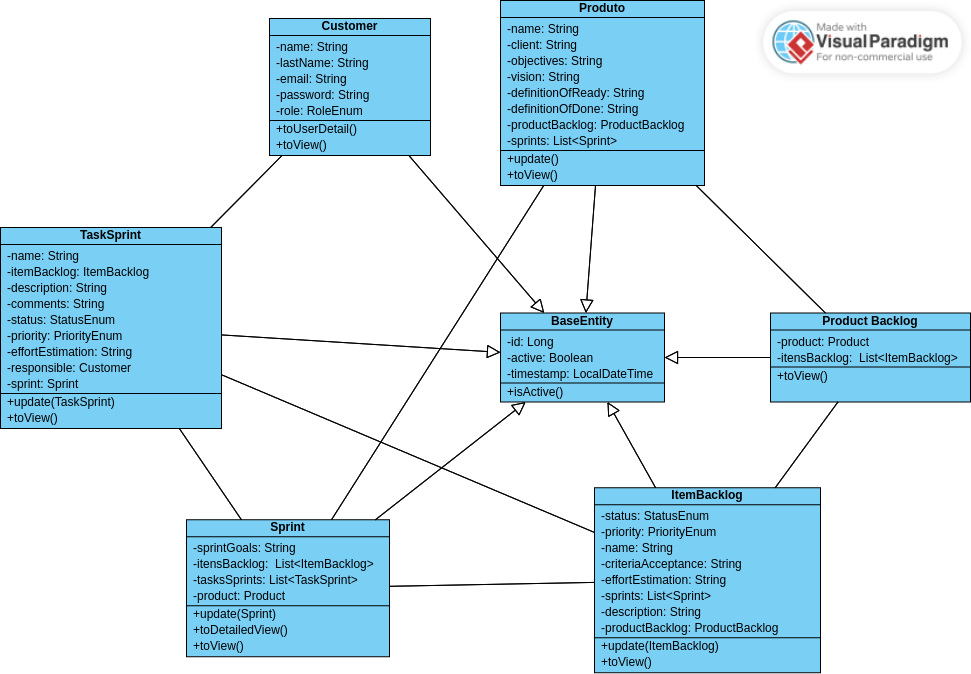 Customer
-name: String
-lastName: String
-email: String
-password: String
-role: RoleEnum
+toUserDetail()
+toView()
Produto
-name: String
-client: String
-objectives: String
-vision: String
-definitionOfReady: String
-definitionOfDone: String
-productBacklog: ProductBacklog
-sprints: List<Sprint>
+update()
+toView()
Made with
Visual Paradigm
For non-commercial use
TaskSprint
-name: String
-itemBacklog: ItemBacklog
-description: String
-comments: String
-status: StatusEnum
-priority: PriorityEnum
-effortEstimation: String
-responsible: Customer
-sprint: Sprint
+update(TaskSprint)
+toView()
BaseEntity
-id: Long
-active: Boolean
-timestamp: LocalDateTime
+isActive()
Product Backlog
-product: Product
-itensBacklog:  List<ItemBacklog>
+toView()
Sprint
-sprintGoals: String
-itensBacklog:  List<ItemBacklog>
-tasksSprints: List<TaskSprint>
-product: Product
+update(Sprint)
+toDetailedView()
+toView()
ItemBacklog
-status: StatusEnum
-priority: PriorityEnum
-name: String
-criteriaAcceptance: String
-effortEstimation: String
-sprints: List<Sprint>
-description: String
-productBacklog: ProductBacklog
+update(ItemBacklog)
+toView()